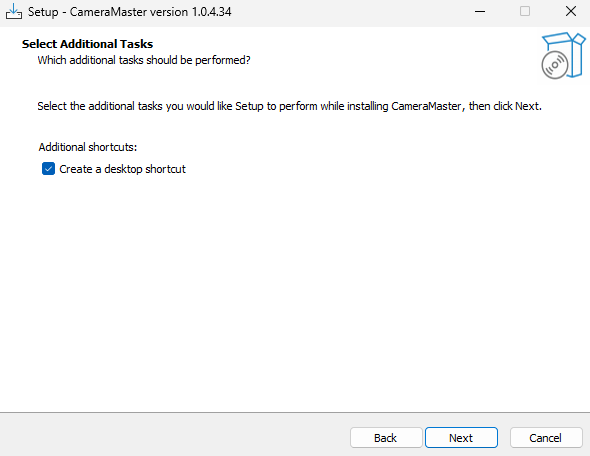 Setup - CameraMaster version 1.0.4.34
Select Additional Tasks
Which additional tasks should be performed?
Select the additional tasks you would like Setup to perform while installing CameraMaster, then click Next.
Additional shortcuts:
Create a desktop shortcut
Back
Next
Cancel